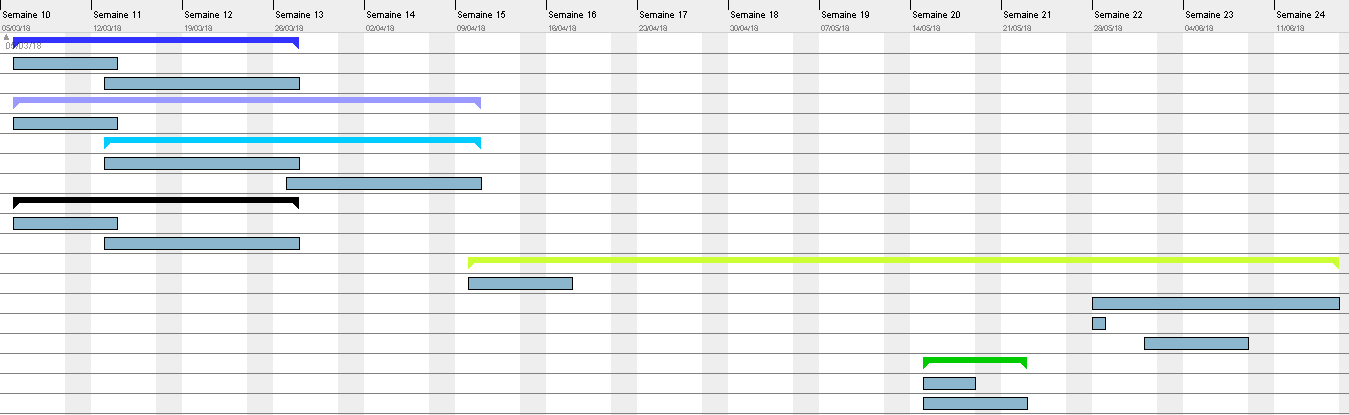 Semaine 10 Semaine 11 Semaine 12 Semaine 13 Semaine 14 Semaine 15 Semaine 16 Semaine 17 Semaine 18 Semaine 19 Semaine 20 Semaine 21 Semaine 22 Semaine 23 Semaine 24
05/03/18 12/03/18 19/03/18 26/03/18 02/04/18 09/04/18 16/04/18 23/04/18 30/04/18 07/05/18 14/05/18 21/05/18 28/05/18 04/06/18 11/06/18